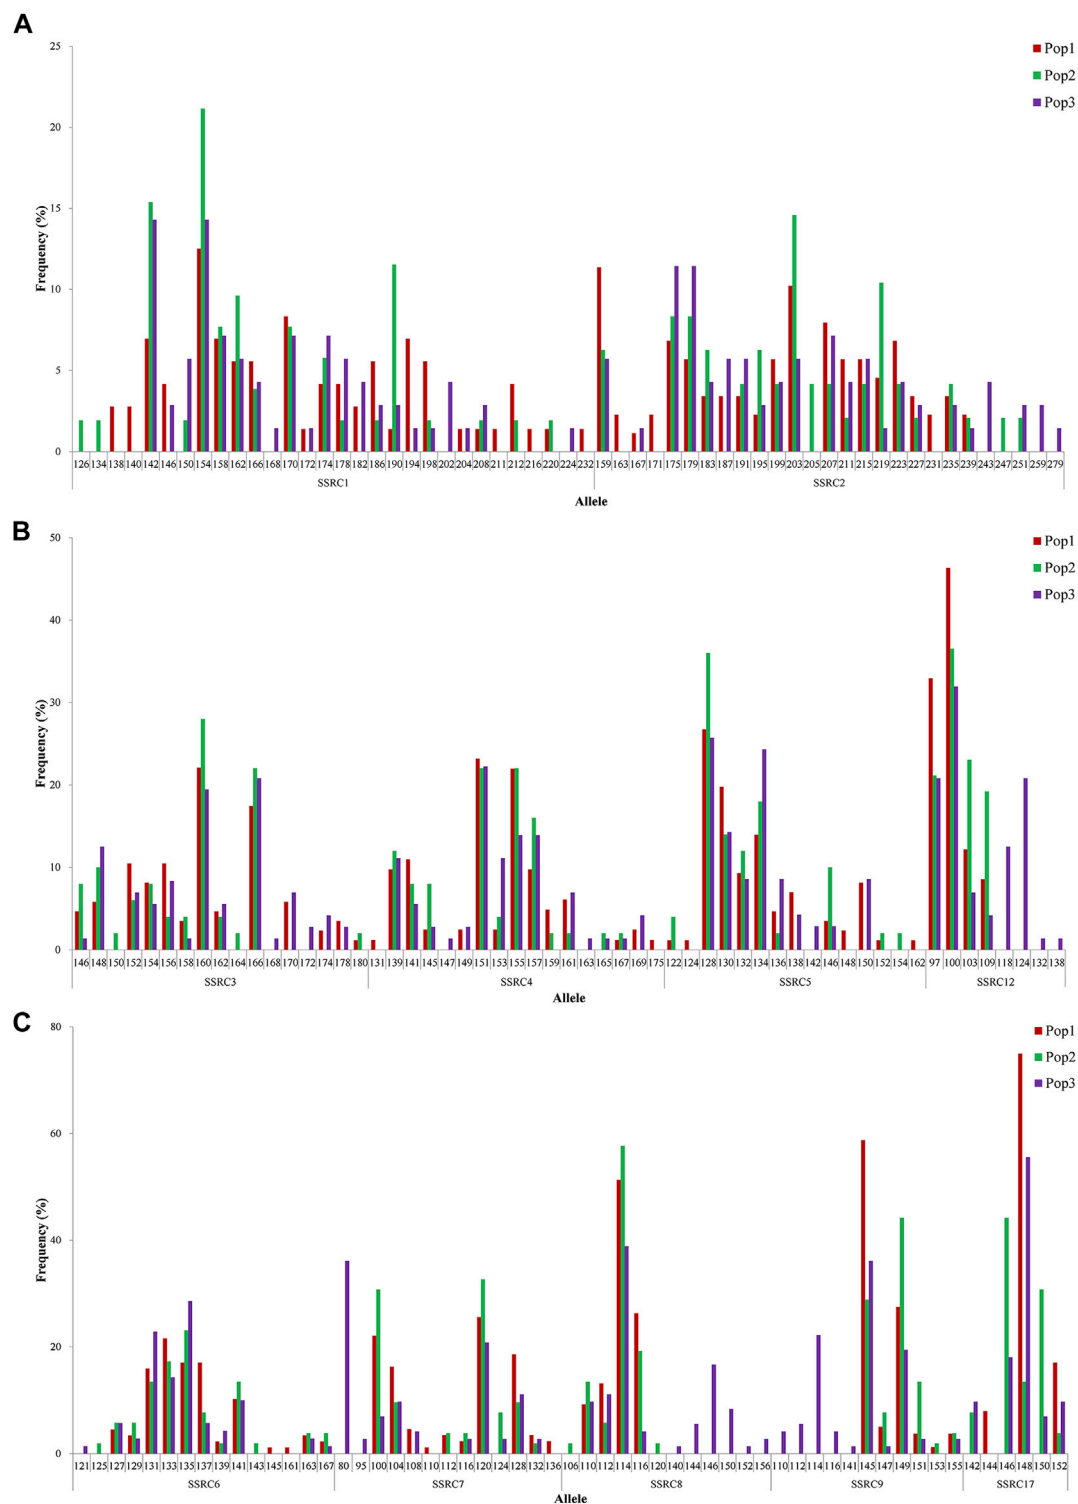 A
25
Pop1
Pop2
Pop3
20
15
10
5
0
Frequency (%)
126 134 138 140 142 146 150 154 158 162 166 168 170 172 174 178 182 186 190 194 198 202 204 208 211 212 216 220 224 232 159 163 167 171 175 179 183 187 191 195 199 203 205 207 211 215 219 223 227 231 235 239 243 247 251 259 279
SSRC1 SSRC2
Allele
B
50
Pop1
Pop2
Pop3
40
30
20
10
0
Frequency (%)
146 148 150 152 154 156 158 160 162 164 166 168 170 172 174 178 180 131 139 141 145 147 149 151 153 155 157 159 161 163 165 167 169 175 122 124 128 130 132 134 136 138 142 146 148 150 152 154 162 97 100 103 109 118 124 132 138
SSRC3 SSRC4 SSRC5 SSRC12
Allele
C
80
Pop1
Pop2
Pop3
60
40
20
0
Frequency (%)
121 125 127 129 131 133 135 137 139 141 143 145 161 163 167 80 95 100 104 108 110 112 116 120 124 128 132 136 106 110 112 114 116 120 140 144 146 150 152 156 110 112 114 116 141 145 147 149 151 153 155 142 144 146 148 150 152
SSRC6 SSRC7 SSRC8 SSRC9 SSRC17
Allele